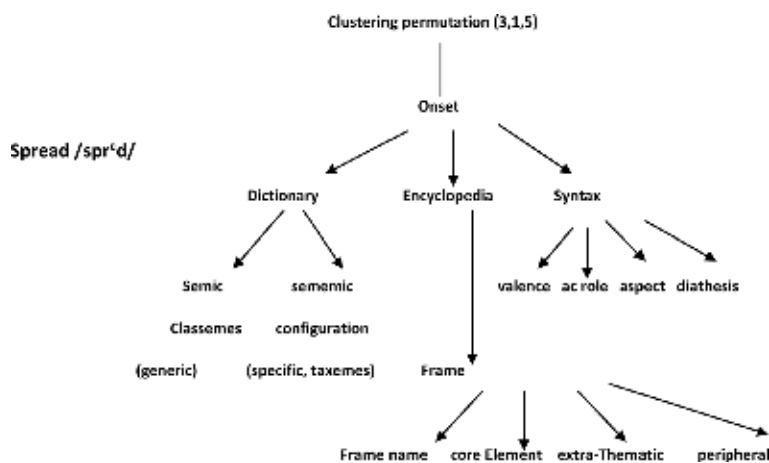 Clustering permutation (3,1,5)
Onset
Spread /sprᶜd/
Dictionary Encyclopedia Syntax
Semic sememic valence ac role aspect diathesis
Classemes configuration
(generic) (specific, taxemes) Frame
Frame name core Element extra-Thematic peripheral